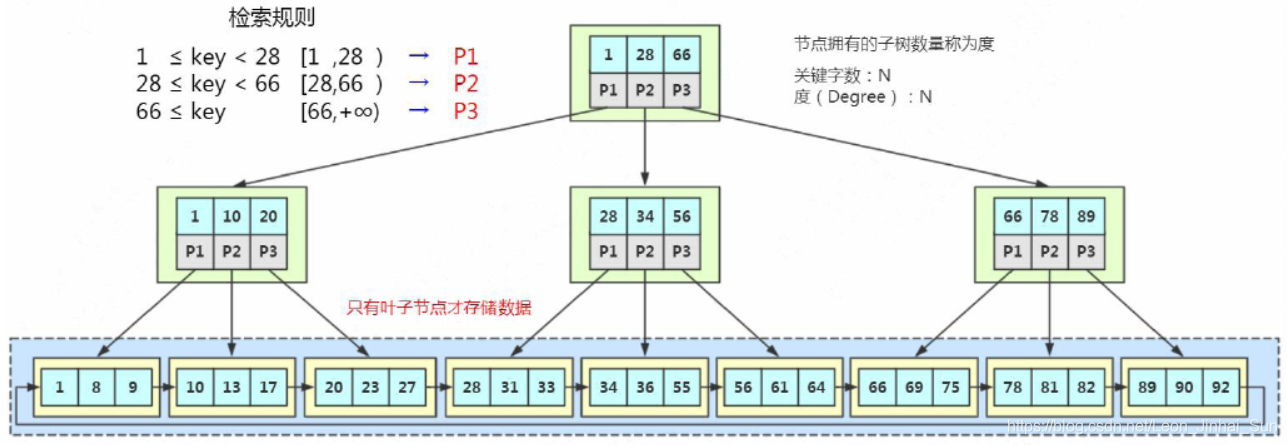 检索规则
1 ≤ key < 28 [1 ,28 ) → P1
28 ≤ key < 66 [28,66 ) → P2
66 ≤ key [66,+∞) → P3
节点拥有的子树数量称为度
关键字数：N
度（Degree）：N
1 28 66
P1 P2 P3
1 10 20
P1 P2 P3
28 34 56
P1 P2 P3
66 78 89
P1 P2 P3
只有叶子节点才存储数据
1 8 9 10 13 17 20 23 27 28 31 33 34 36 55 56 61 64 66 69 75 78 81 82 89 90 92
https://blog.csdn.net/Leon_Jinhai_Sun